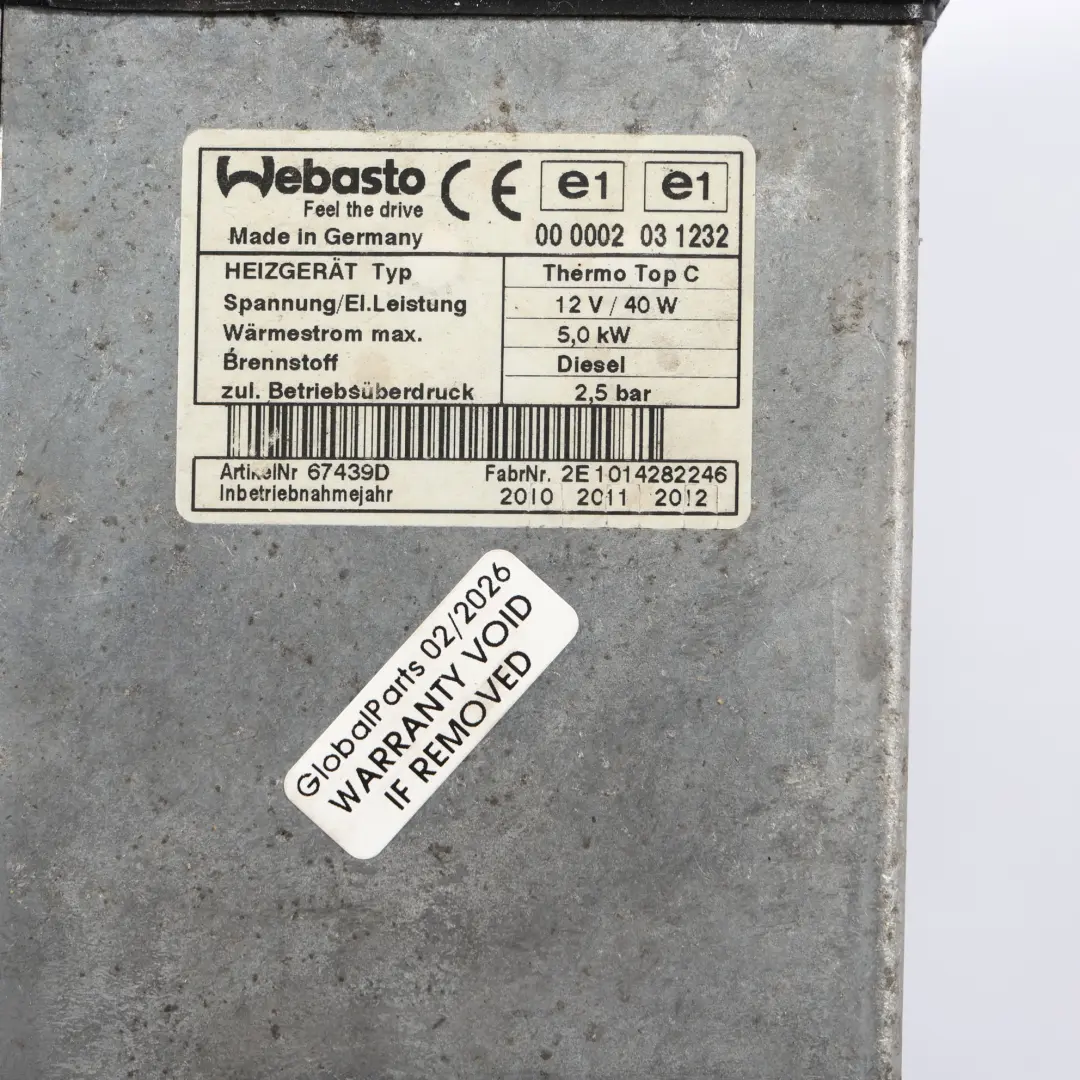 Webasto CE e1 e1
Feel the drive
Made in Germany 00 0002 03 1232
HEIZGERÄT Typ Thermo Top C
Spannung/El.Leistung 12 V / 40 W
Wärmestrom max. 5,0 kW
Brennstoff Diesel
zul. Betriebsüberdruck 2,5 bar
ArtikelNr 67439D FabrNr. 2E1014282246
Inbetriebnahmejahr 2010 2011 2012
GlobalParts 02/2026
WARRANTY VOID
IF REMOVED